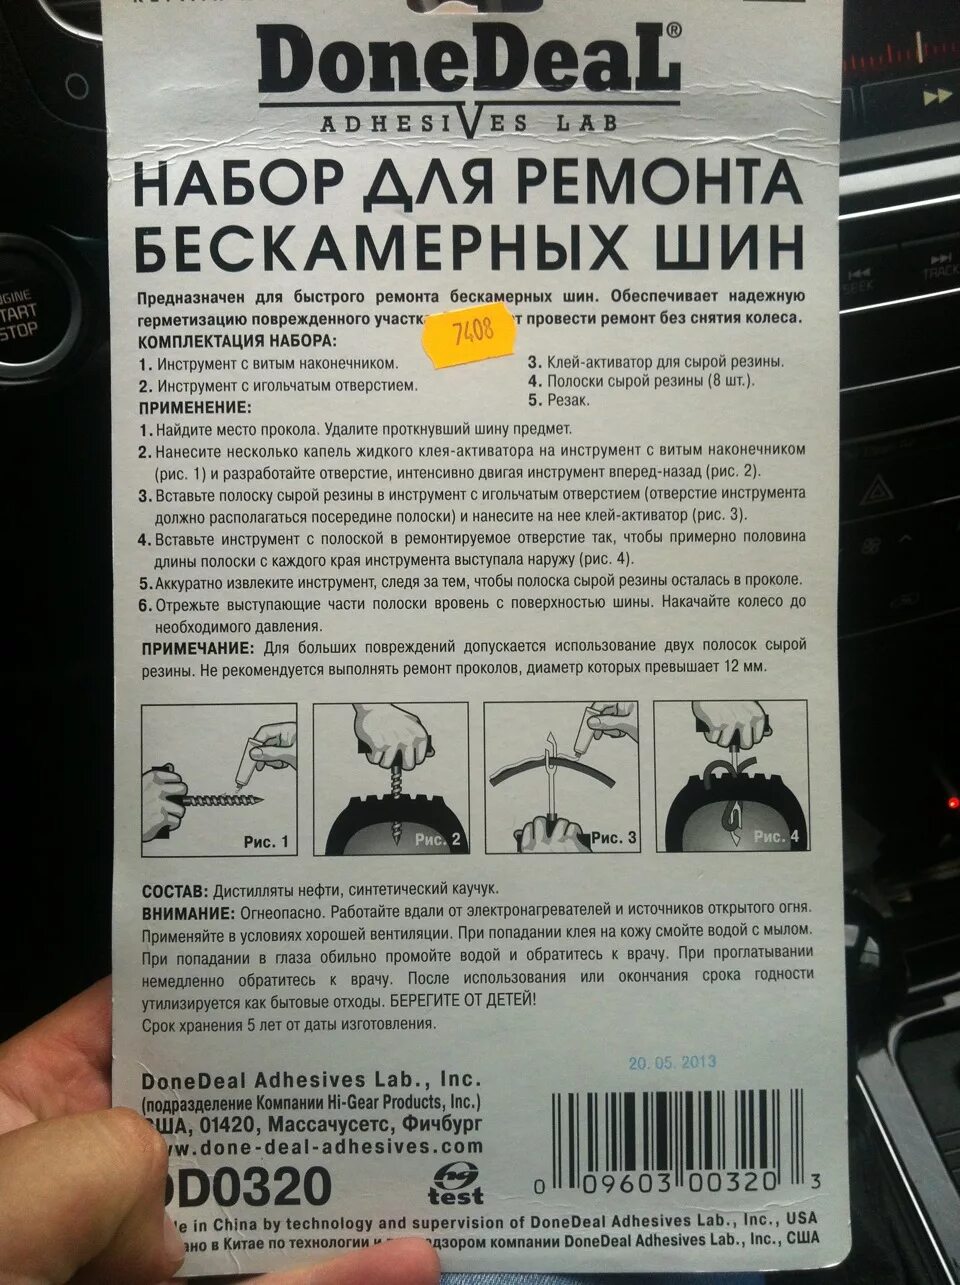 DoneDeaL®
ADHESIVES LAB
НАБОР ДЛЯ РЕМОНТА
БЕСКАМЕРНЫХ ШИН
Предназначен для быстрого ремонта бескамерных шин. Обеспечивает надежную
герметизацию поврежденного провести ремонт без снятия колеса.
7408
КОМПЛЕКТАЦИЯ НАБОРА:
1. Инструмент с витым наконечником.
2. Инструмент с игольчатым отверстием.
3. Клей-активатор для сырой резины.
4. Полоски сырой резины (8 шт.).
5. Резак.
ПРИМЕНЕНИЕ:
1. Найдите место прокола. Удалите проткнувший шину предмет.
2. Нанесите несколько капель жидкого клея-активатора на инструмент с витым наконечником
(рис. 1) и разработайте отверстие, интенсивно двигая инструмент вперед-назад (рис. 2).
3. Вставьте полоску сырой резины в инструмент с игольчатым отверстием (отверстие инструмента
должно располагаться посередине полоски) и нанесите на нее клей-активатор (рис. 3).
4. Вставьте инструмент с полоской в ремонтируемое отверстие так, чтобы примерно половина
длины полоски с каждого края инструмента выступала наружу (рис. 4).
5. Аккуратно извлеките инструмент, следя за тем, чтобы полоска сырой резины осталась в проколе.
6. Отрежьте выступающие части полоски вровень с поверхностью шины. Накачайте колесо до
необходимого давления.
ПРИМЕЧАНИЕ: Для больших повреждений допускается использование двух полосок сырой
резины. Не рекомендуется выполнять ремонт проколов, диаметр которых превышает 12 мм.
Рис. 1
Рис. 2
Рис. 3
Рис. 4
СОСТАВ: Дистилляты нефти, синтетический каучук.
ВНИМАНИЕ: Огнеопасно. Работайте вдали от электронагревателей и источников открытого огня.
Применяйте в условиях хорошей вентиляции. При попадании клея на кожу смойте водой с мылом.
При попадании в глаза обильно промойте водой и обратитесь к врачу. При проглатывании
немедленно обратитесь к врачу. После использования или окончания срока годности
утилизируется как бытовые отходы. БЕРЕГИТЕ ОТ ДЕТЕЙ!
Срок хранения 5 лет от даты изготовления.
20.05.2013
DoneDeal Adhesives Lab., Inc.
(подразделение Компании Hi-Gear Products, Inc.)
США, 01420, Массачусетс, Фичбург
www.done-deal-adhesives.com
DD0320
test
0 09603 00320 3
in China by technology and supervision of DoneDeal Adhesives Lab., Inc., USA
в Китае по технологии и компании DoneDeal Adhesives Lab., Inc., США
START
STOP
SEEK
TRACK